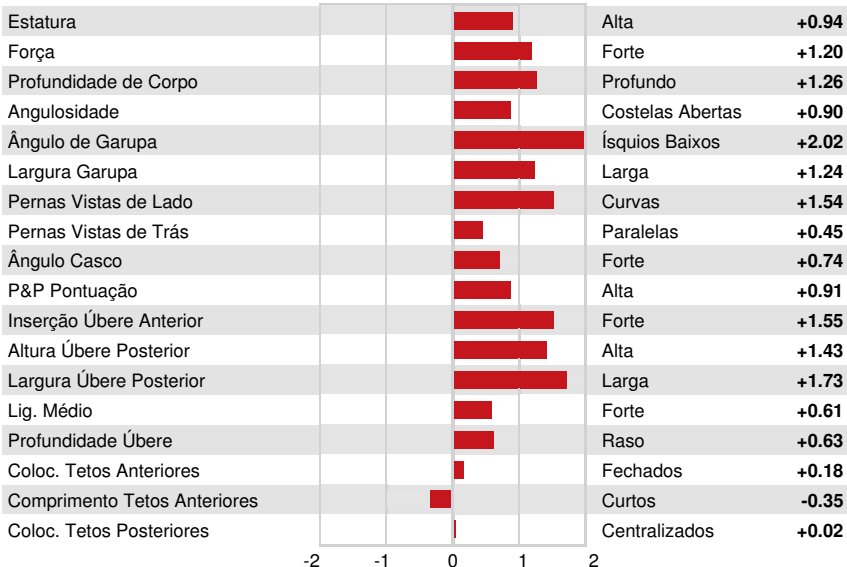 Estatura Alta +0.94
Força Forte +1.20
Profundidade de Corpo Profundo +1.26
Angulosidade Costelas Abertas +0.90
Ângulo de Garupa Ísquios Baixos +2.02
Largura Garupa Larga +1.24
Pernas Vistas de Lado Curvas +1.54
Pernas Vistas de Trás Paralelas +0.45
Ângulo Casco Forte +0.74
P&P Pontuação Alta +0.91
Inserção Úbere Anterior Forte +1.55
Altura Úbere Posterior Alta +1.43
Largura Úbere Posterior Larga +1.73
Lig. Médio Forte +0.61
Profundidade Úbere Raso +0.63
Coloc. Tetos Anteriores Fechados +0.18
Comprimento Tetos Anteriores Curtos -0.35
Coloc. Tetos Posteriores Centralizados +0.02
-2 -1 0 1 2